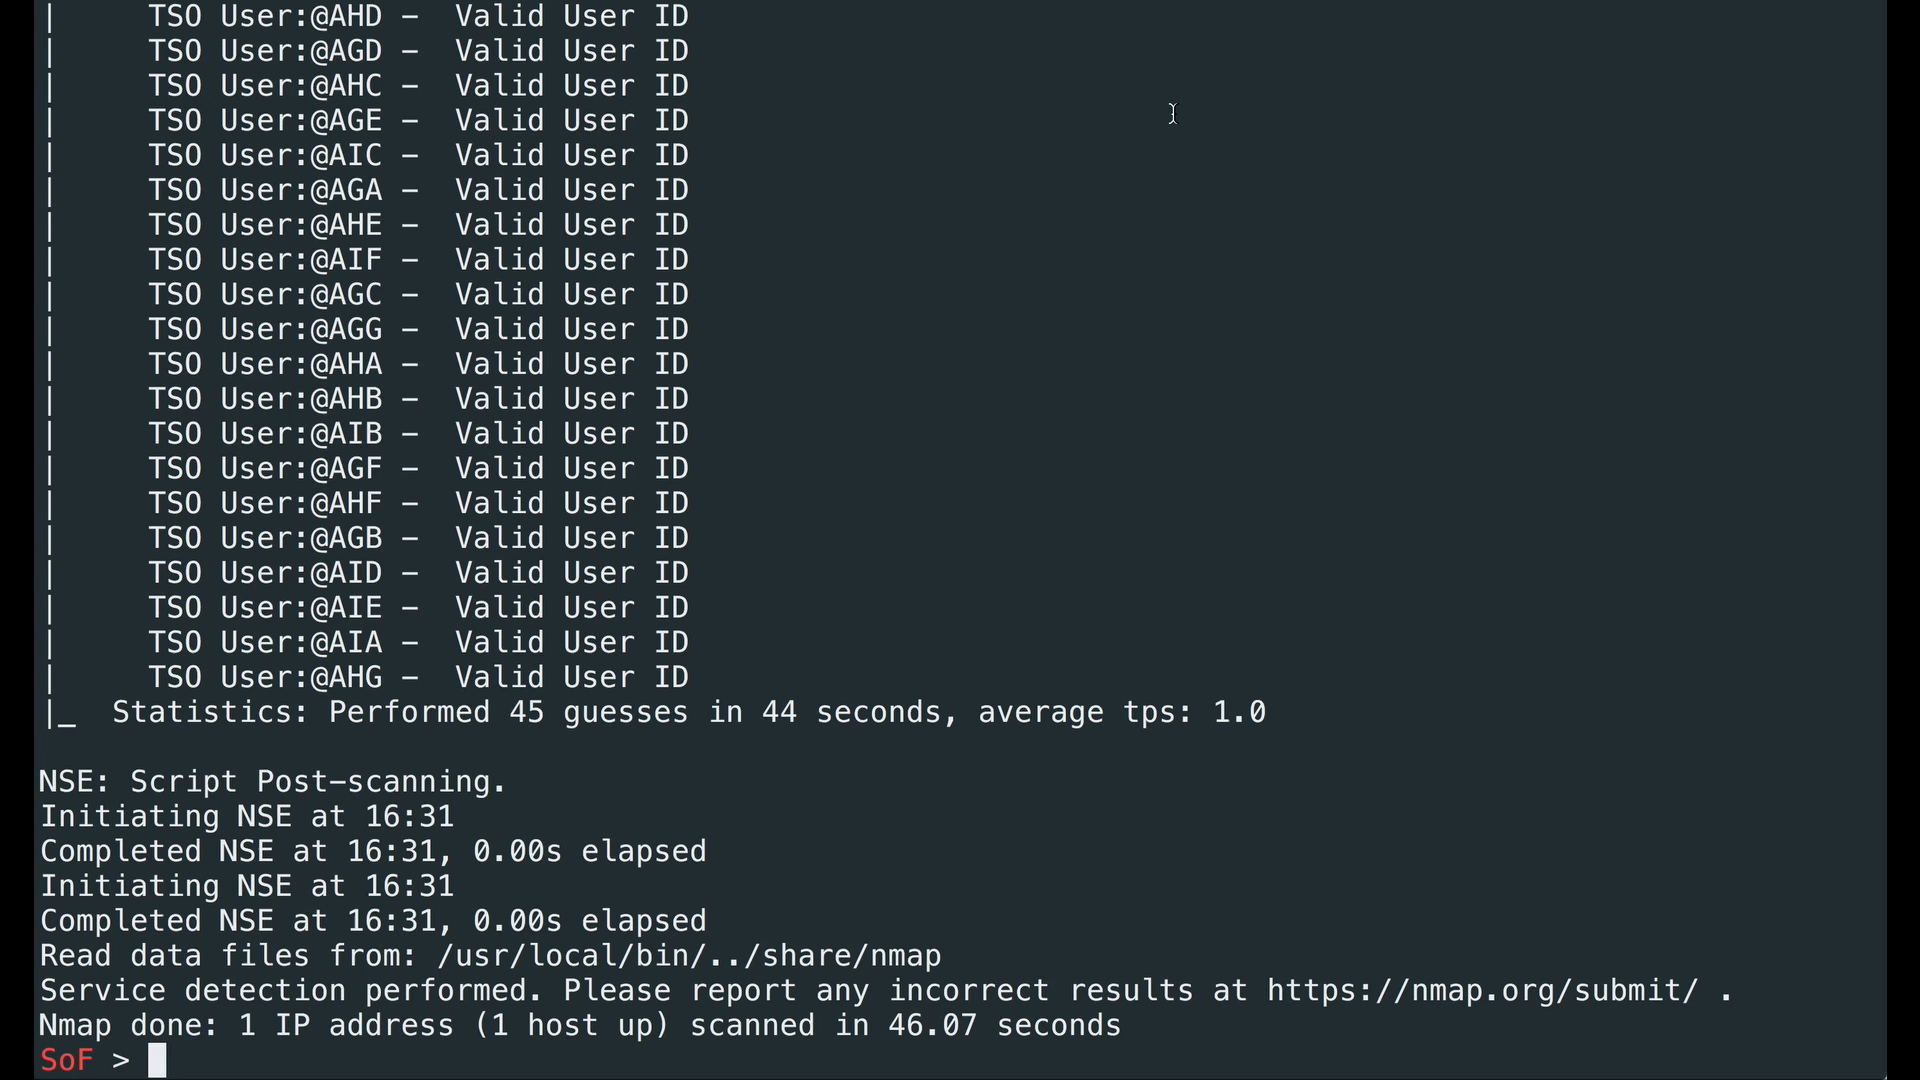 |     TSO User:@AHD -  Valid User ID
|     TSO User:@AGD -  Valid User ID
|     TSO User:@AHC -  Valid User ID
|     TSO User:@AGE -  Valid User ID
|     TSO User:@AIC -  Valid User ID
|     TSO User:@AGA -  Valid User ID
|     TSO User:@AHE -  Valid User ID
|     TSO User:@AIF -  Valid User ID
|     TSO User:@AGC -  Valid User ID
|     TSO User:@AGG -  Valid User ID
|     TSO User:@AHA -  Valid User ID
|     TSO User:@AHB -  Valid User ID
|     TSO User:@AIB -  Valid User ID
|     TSO User:@AGF -  Valid User ID
|     TSO User:@AHF -  Valid User ID
|     TSO User:@AGB -  Valid User ID
|     TSO User:@AID -  Valid User ID
|     TSO User:@AIE -  Valid User ID
|     TSO User:@AIA -  Valid User ID
|     TSO User:@AHG -  Valid User ID
|_  Statistics: Performed 45 guesses in 44 seconds, average tps: 1.0
NSE: Script Post-scanning.
Initiating NSE at 16:31
Completed NSE at 16:31, 0.00s elapsed
Initiating NSE at 16:31
Completed NSE at 16:31, 0.00s elapsed
Read data files from: /usr/local/bin/../share/nmap
Service detection performed. Please report any incorrect results at https://nmap.org/submit/ .
Nmap done: 1 IP address (1 host up) scanned in 46.07 seconds
SoF >